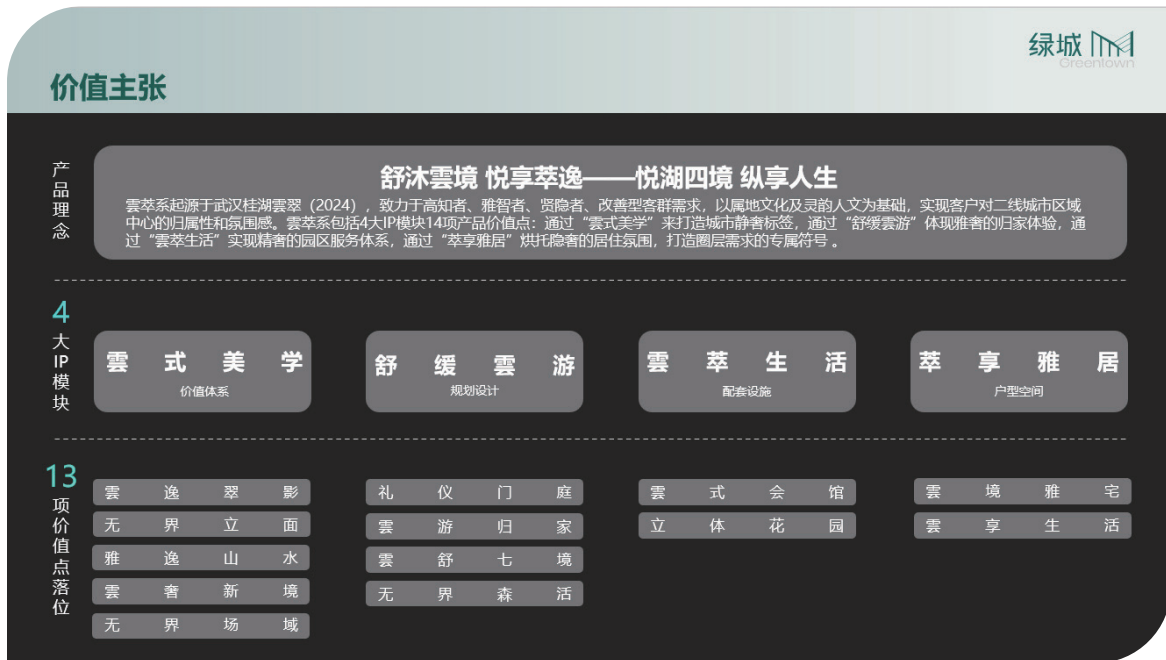 绿城
Greentown
价值主张
产品理念
舒沐雲境 悦享萃逸——悦湖四境 纵享人生
雲萃系起源于武汉桂湖雲翠（2024），致力于高知者、雅智者、贤隐者、改善型客群需求，以属地文化及灵韵人文为基础，实现客户对二线城市区域
中心的归属性和氛围感。雲萃系包括4大IP模块14项产品价值点：通过“雲式美学”来打造城市静奢标签，通过“舒缓雲游”体现雅奢的归家体验，通
过“雲萃生活”实现精奢的园区服务体系，通过“萃享雅居”烘托隐奢的居住氛围，打造圈层需求的专属符号 。
4
大IP模块
雲式美学
价值体系
舒缓雲游
规划设计
雲萃生活
配套设施
萃享雅居
户型空间
13
项价值点落位
雲逸翠影
无界立面
雅逸山水
雲奢新境
无界场域
礼仪门庭
雲游归家
雲舒七境
无界森活
雲式会馆
立体花园
雲境雅宅
雲享生活